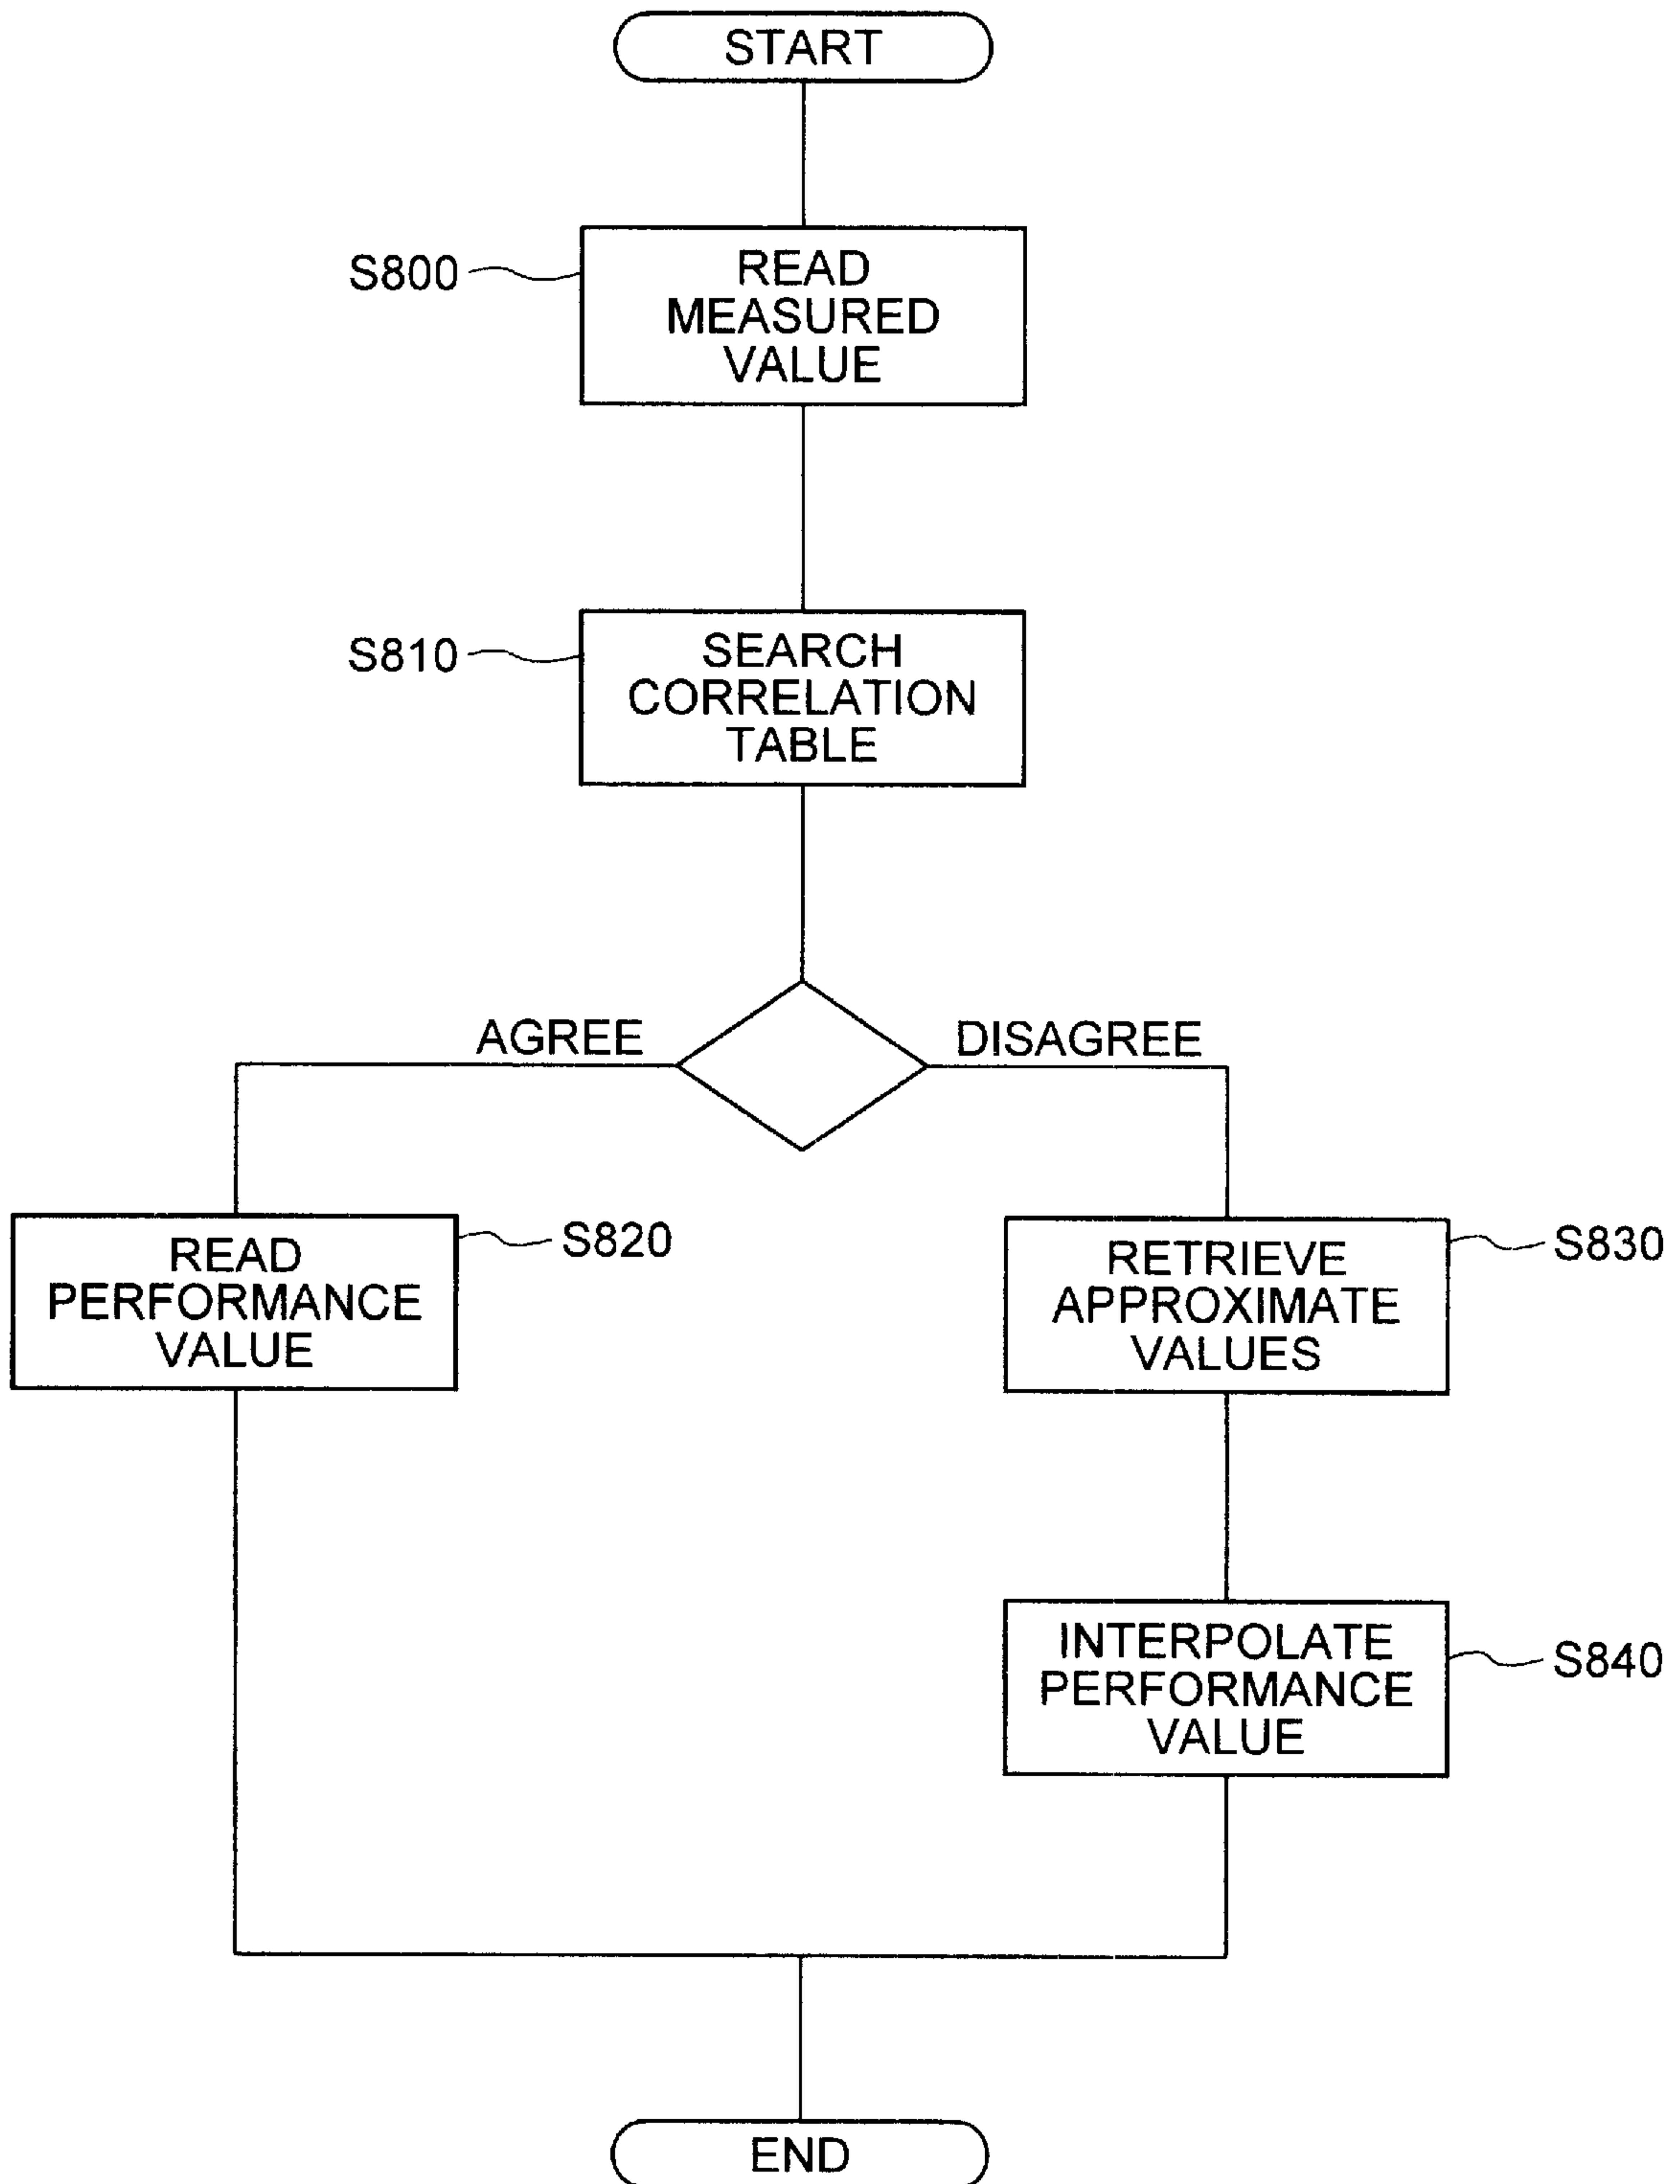 START
S800
READ
MEASURED
VALUE
S810
SEARCH
CORRELATION
TABLE
AGREE
DISAGREE
READ
PERFORMANCE
VALUE
S820
RETRIEVE
APPROXIMATE
VALUES
S830
INTERPOLATE
PERFORMANCE
VALUE
S840
END